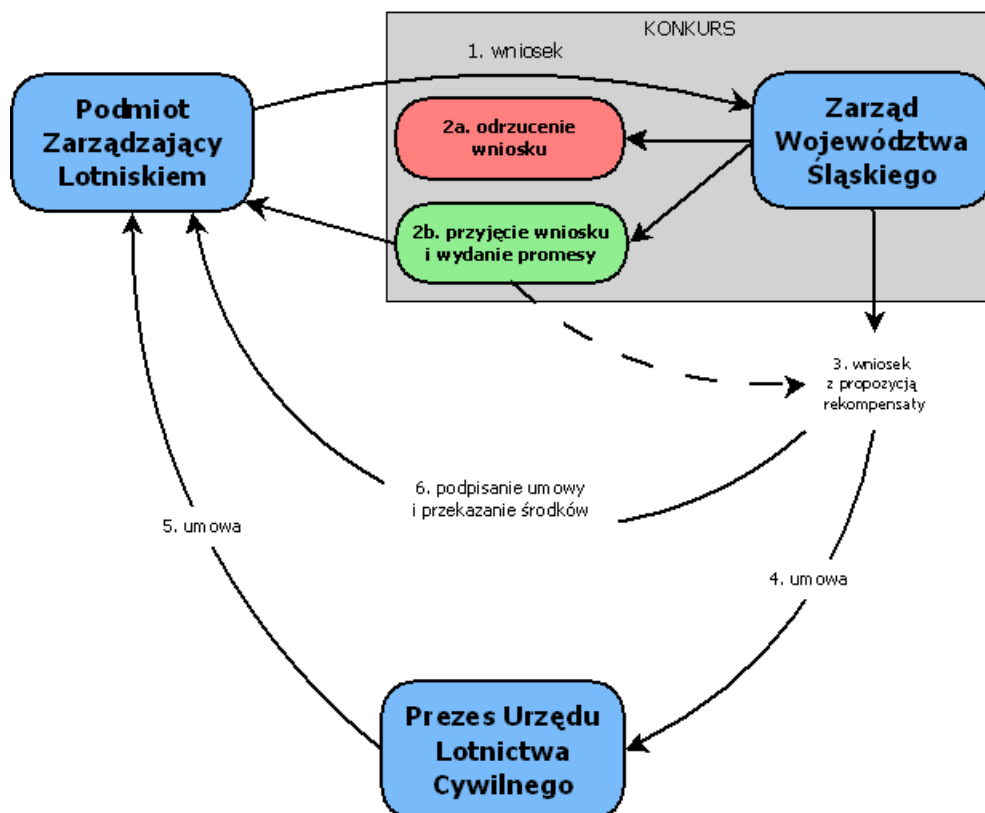 KONKURS
1. wniosek
Podmiot
Zarządzający
Lotniskiem
2a. odrzucenie
wniosku
Zarząd
Województwa
Śląskiego
2b. przyjęcie wniosku
i wydanie promesy
3. wniosek
z propozycją
rekompensaty
6. podpisanie umowy
i przekazanie środków
5. umowa
4. umowa
Prezes Urzędu
Lotnictwa
Cywilnego